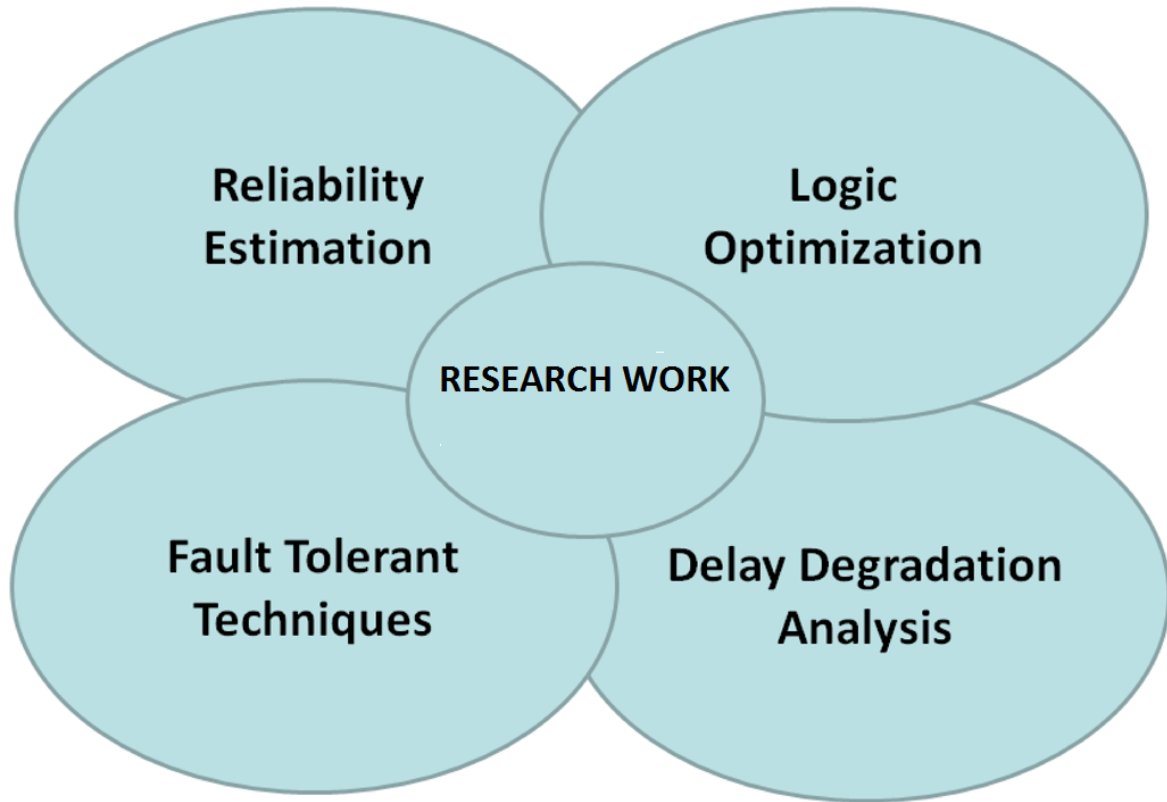 Reliability
Estimation
Logic
Optimization
RESEARCH WORK
Fault Tolerant
Techniques
Delay Degradation
Analysis